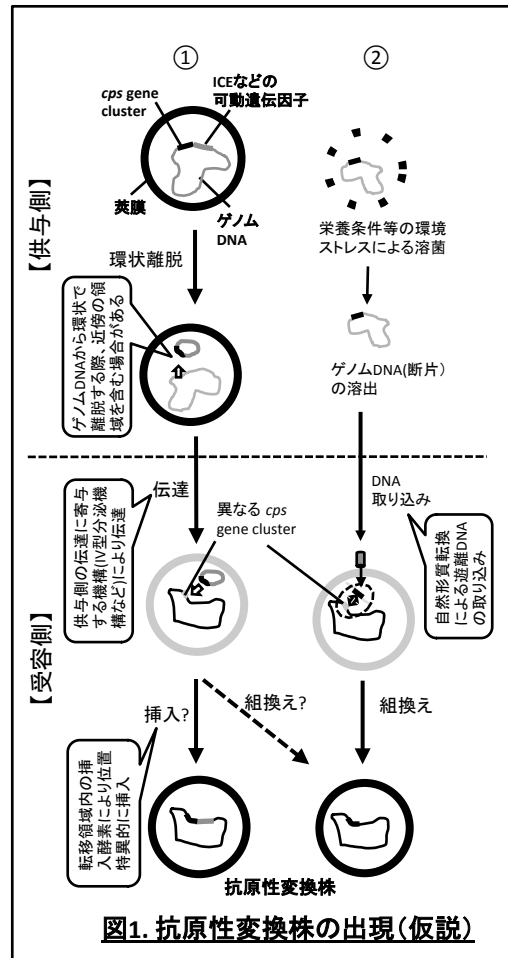 ①
②
cps gene
cluster
ICEなどの
可動遺伝因子
莢膜
ゲノム
DNA
【供与側】
環状離脱
栄養条件等の環境
ストレスによる溶菌
ゲノムDNAから環状で
離脱する際、近傍の領
域を含む場合がある
ゲノムDNA(断片)
の溶出
【受容側】
伝達
供与側の伝達に寄与
する機構(IV型分泌機
構など)により伝達
異なる cps
gene cluster
DNA
取り込み
自然形質転換
による遊離DNA
の取り込み
挿入?
組換え?
組換え
転移領域内の挿
入酵素により位置
特異的に挿入
抗原性変換株
図1. 抗原性変換株の出現(仮説)